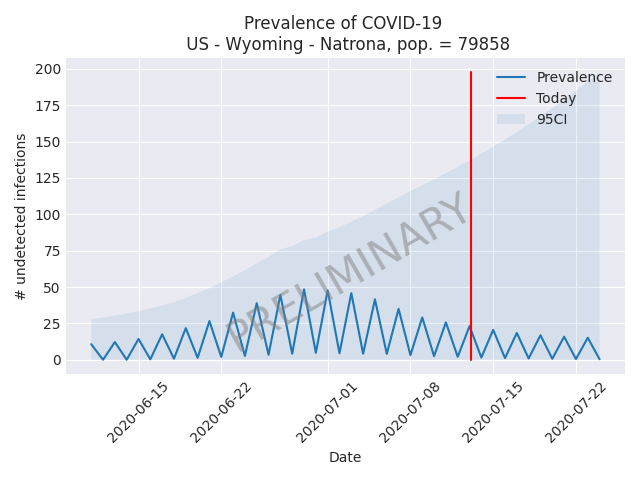 Prevalence of COVID-19
US - Wyoming - Natrona, pop. = 79858
200
175
150
125
100
75
50
25
0
# undetected infections
Prevalence
Today
95CI
PRELIMINARY
2020-06-15
2020-06-22
2020-07-01
2020-07-08
2020-07-15
2020-07-22
Date